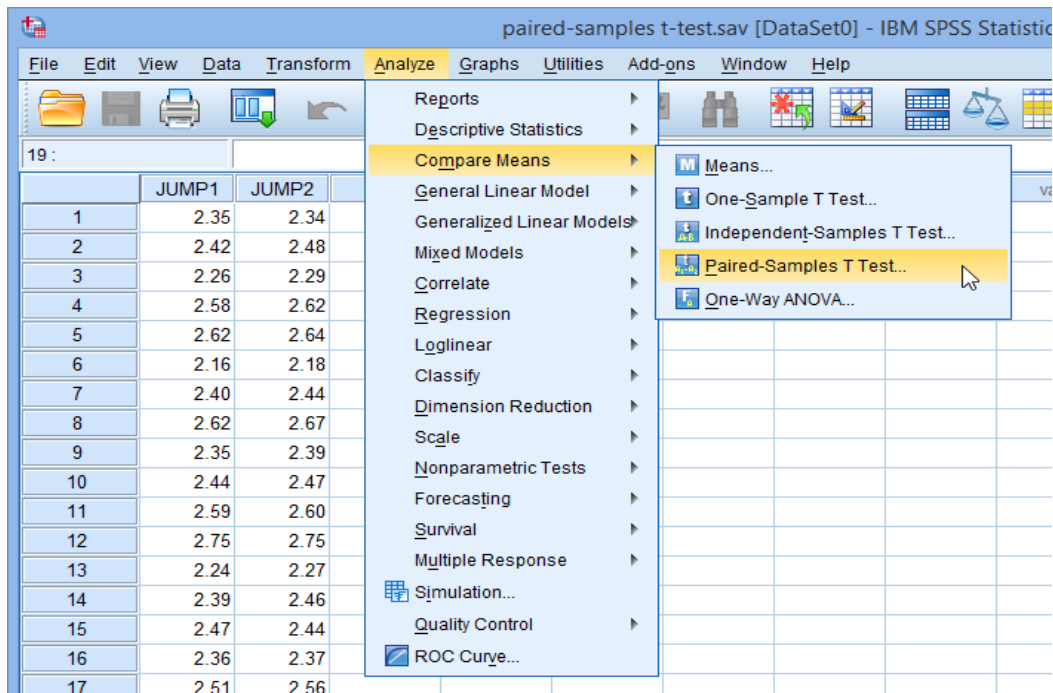 paired-samples t-test.sav [DataSet0] - IBM SPSS Statistic
File Edit View Data Transform Analyze Graphs Utilities Add-ons Window Help
19 :
JUMP1 JUMP2 va
1 2.35 2.34
2 2.42 2.48
3 2.26 2.29
4 2.58 2.62
5 2.62 2.64
6 2.16 2.18
7 2.40 2.44
8 2.62 2.67
9 2.35 2.39
10 2.44 2.47
11 2.59 2.60
12 2.75 2.75
13 2.24 2.27
14 2.39 2.46
15 2.47 2.44
16 2.36 2.37
17 2.51 2.56
Reports
Descriptive Statistics
Compare Means
General Linear Model
Generalized Linear Models
Mixed Models
Correlate
Regression
Loglinear
Classify
Dimension Reduction
Scale
Nonparametric Tests
Forecasting
Survival
Multiple Response
Simulation...
Quality Control
ROC Curve...
M Means...
t One-Sample T Test...
Independent-Samples T Test...
Paired-Samples T Test...
One-Way ANOVA...